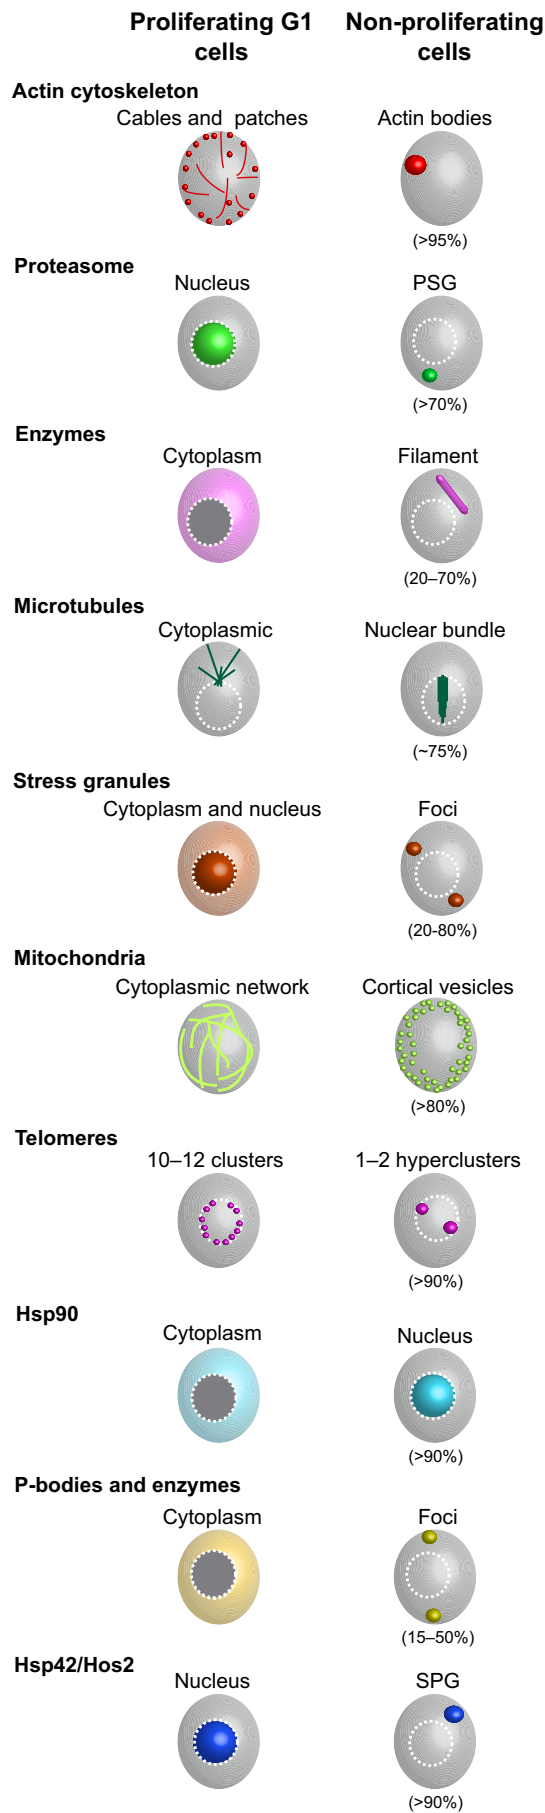 Proliferating G1 Non-proliferating
cells cells
Actin cytoskeleton
Cables and patches Actin bodies
(>95%)
Proteasome
Nucleus PSG
(>70%)
Enzymes
Cytoplasm Filament
(20–70%)
Microtubules
Cytoplasmic Nuclear bundle
(~75%)
Stress granules
Cytoplasm and nucleus Foci
(20-80%)
Mitochondria
Cytoplasmic network Cortical vesicles
(>80%)
Telomeres
10–12 clusters 1–2 hyperclusters
(>90%)
Hsp90
Cytoplasm Nucleus
(>90%)
P-bodies and enzymes
Cytoplasm Foci
(15–50%)
Hsp42/Hos2
Nucleus SPG
(>90%)